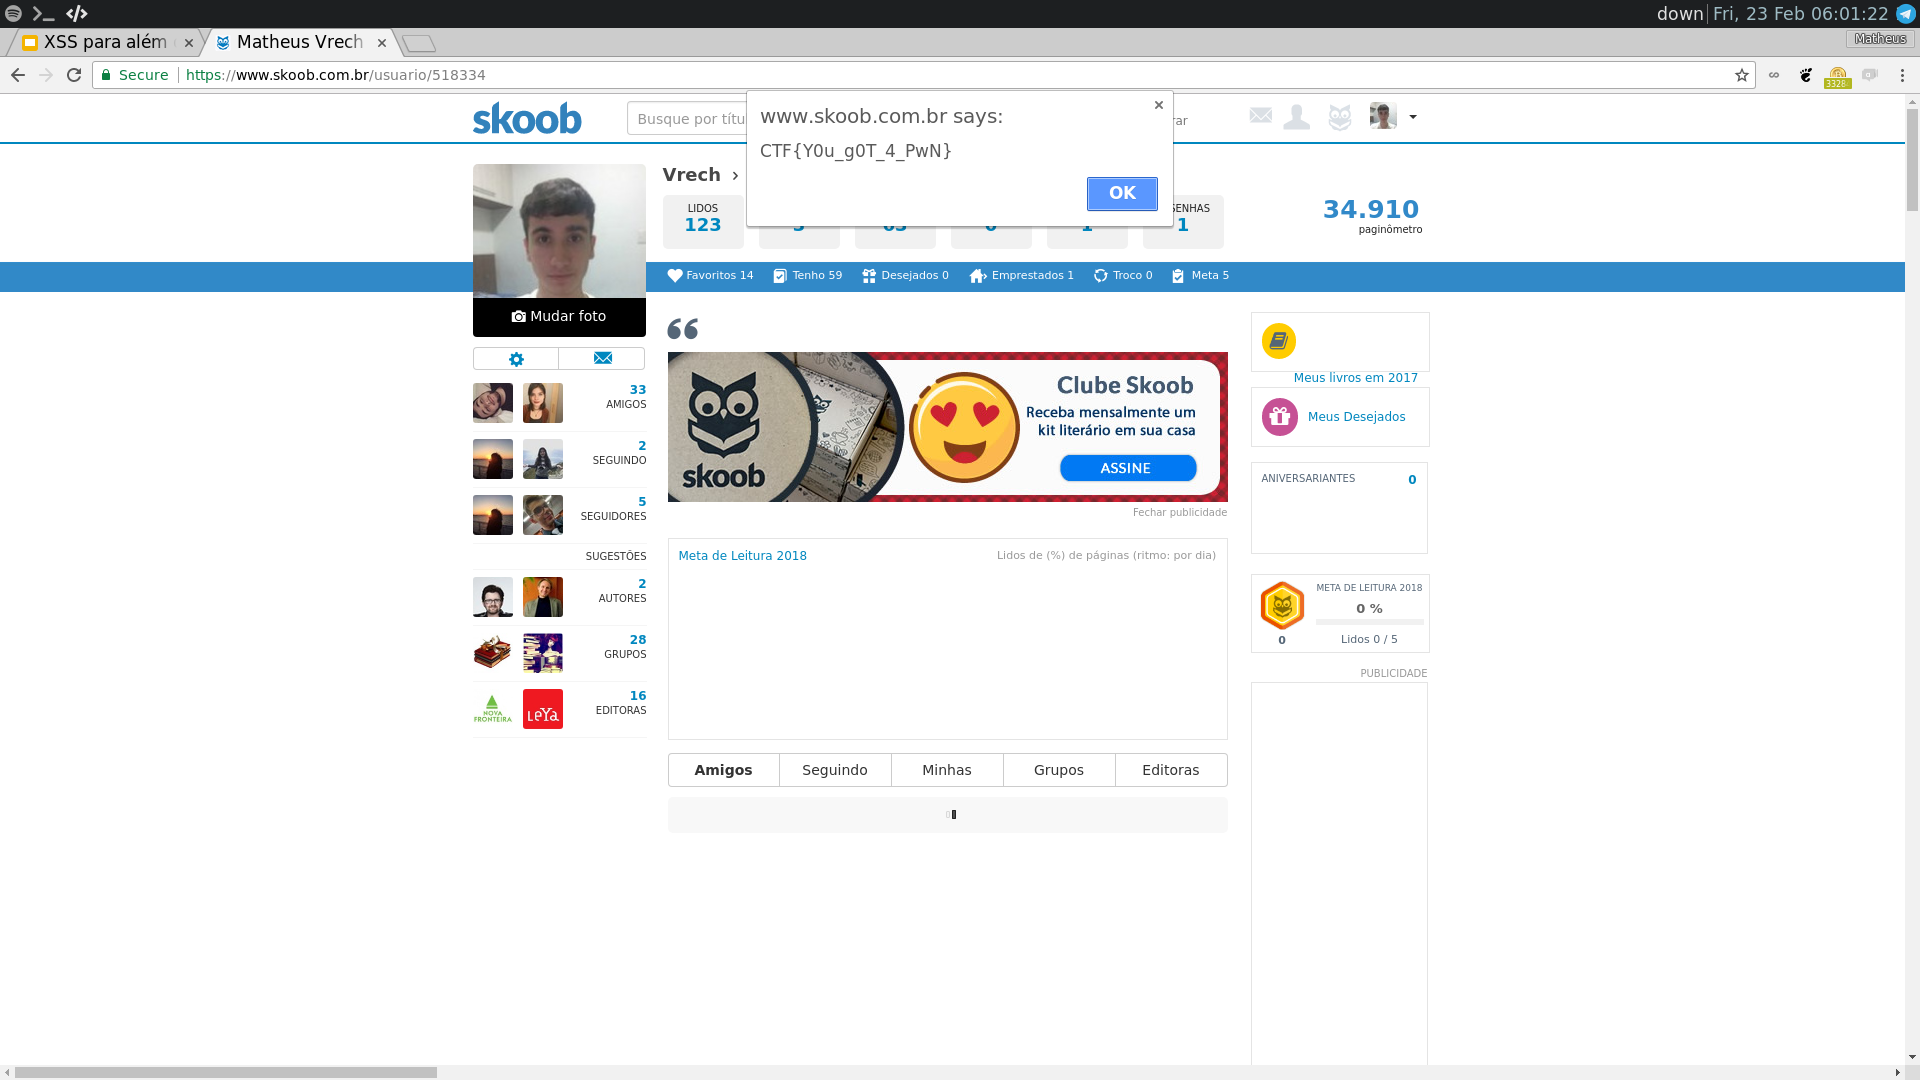 down Fri, 23 Feb 06:01:22
XSS para além
Matheus Vrech
Matheus
Secure https://www.skoob.com.br/usuario/518334
3328
skoob
Busque por títu
rar
www.skoob.com.br says:
CTF{Y0u_g0T_4_PwN}
OK
Vrech ›
LIDOS
123
SENHAS
1
34.910
paginômetro
Favoritos 14
Tenho 59
Desejados 0
Emprestados 1
Troco 0
Meta 5
Mudar foto
33
AMIGOS
2
SEGUINDO
5
SEGUIDORES
SUGESTÕES
2
AUTORES
28
GRUPOS
16
EDITORAS
NOVA
FRONTEIRA
LeYa
skoob
Clube Skoob
Receba mensalmente um
kit literário em sua casa
ASSINE
Fechar publicidade
Meta de Leitura 2018
Lidos de (%) de páginas (ritmo: por dia)
Amigos
Seguindo
Minhas
Grupos
Editoras
Meus livros em 2017
Meus Desejados
ANIVERSARIANTES 0
META DE LEITURA 2018
0 %
0
Lidos 0 / 5
PUBLICIDADE